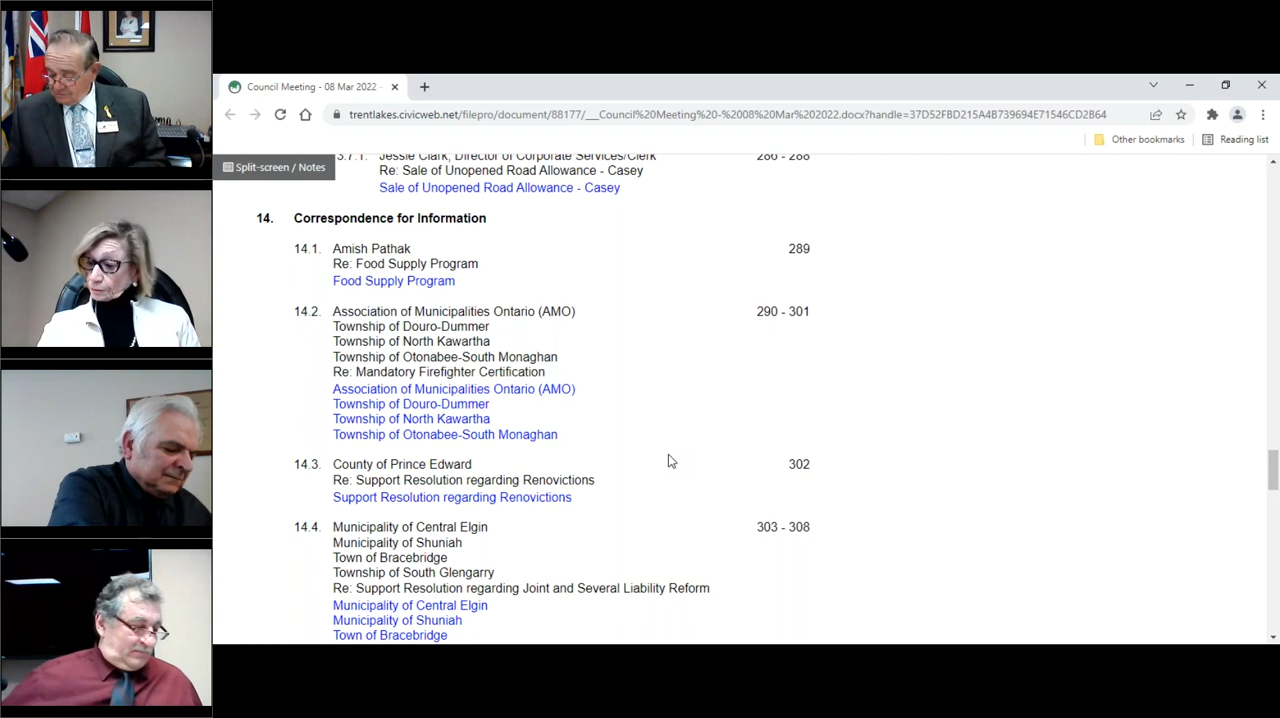 Council Meeting - 08 Mar 2022 -
trentlakes.civicweb.net/filepro/document/88177/___Council%20Meeting%20-%2008%20Mar%202022.docx?handle=37D52FBD215A4B739694E71546CD2B64
Other bookmarks
Reading list
Split-screen / Notes
3.7.1. Jessie Clark, Director of Corporate Services/Clerk 286 - 288
Re: Sale of Unopened Road Allowance - Casey
Sale of Unopened Road Allowance - Casey
14. Correspondence for Information
14.1. Amish Pathak 289
Re: Food Supply Program
Food Supply Program
14.2. Association of Municipalities Ontario (AMO) 290 - 301
Township of Douro-Dummer
Township of North Kawartha
Township of Otonabee-South Monaghan
Re: Mandatory Firefighter Certification
Association of Municipalities Ontario (AMO)
Township of Douro-Dummer
Township of North Kawartha
Township of Otonabee-South Monaghan
14.3. County of Prince Edward 302
Re: Support Resolution regarding Renovictions
Support Resolution regarding Renovictions
14.4. Municipality of Central Elgin 303 - 308
Municipality of Shuniah
Town of Bracebridge
Township of South Glengarry
Re: Support Resolution regarding Joint and Several Liability Reform
Municipality of Central Elgin
Municipality of Shuniah
Town of Bracebridge